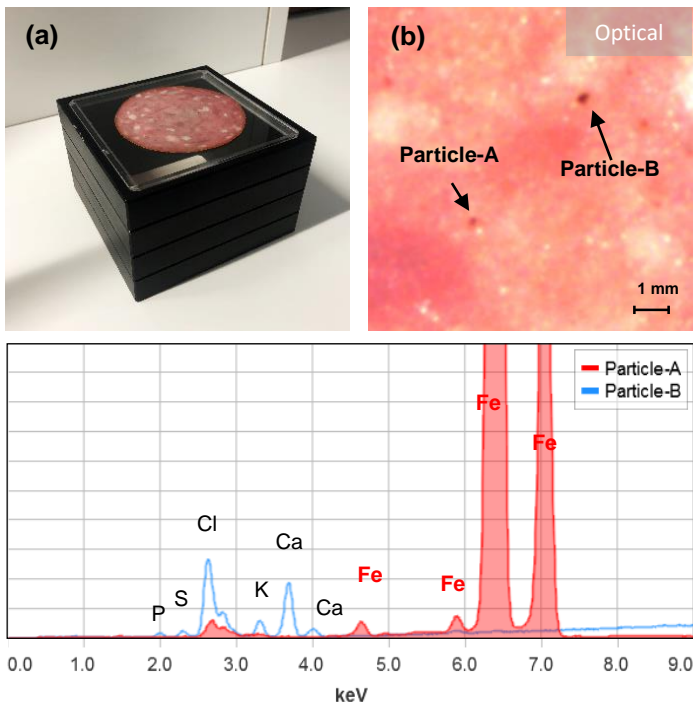 (a)
(b)
Optical
Particle-A
Particle-B
1 mm
Particle-A
Particle-B
Fe
Fe
Cl
Ca
Fe
Fe
K
S
P
Ca
0.0 1.0 2.0 3.0 4.0 5.0 6.0 7.0 8.0 9.0
keV